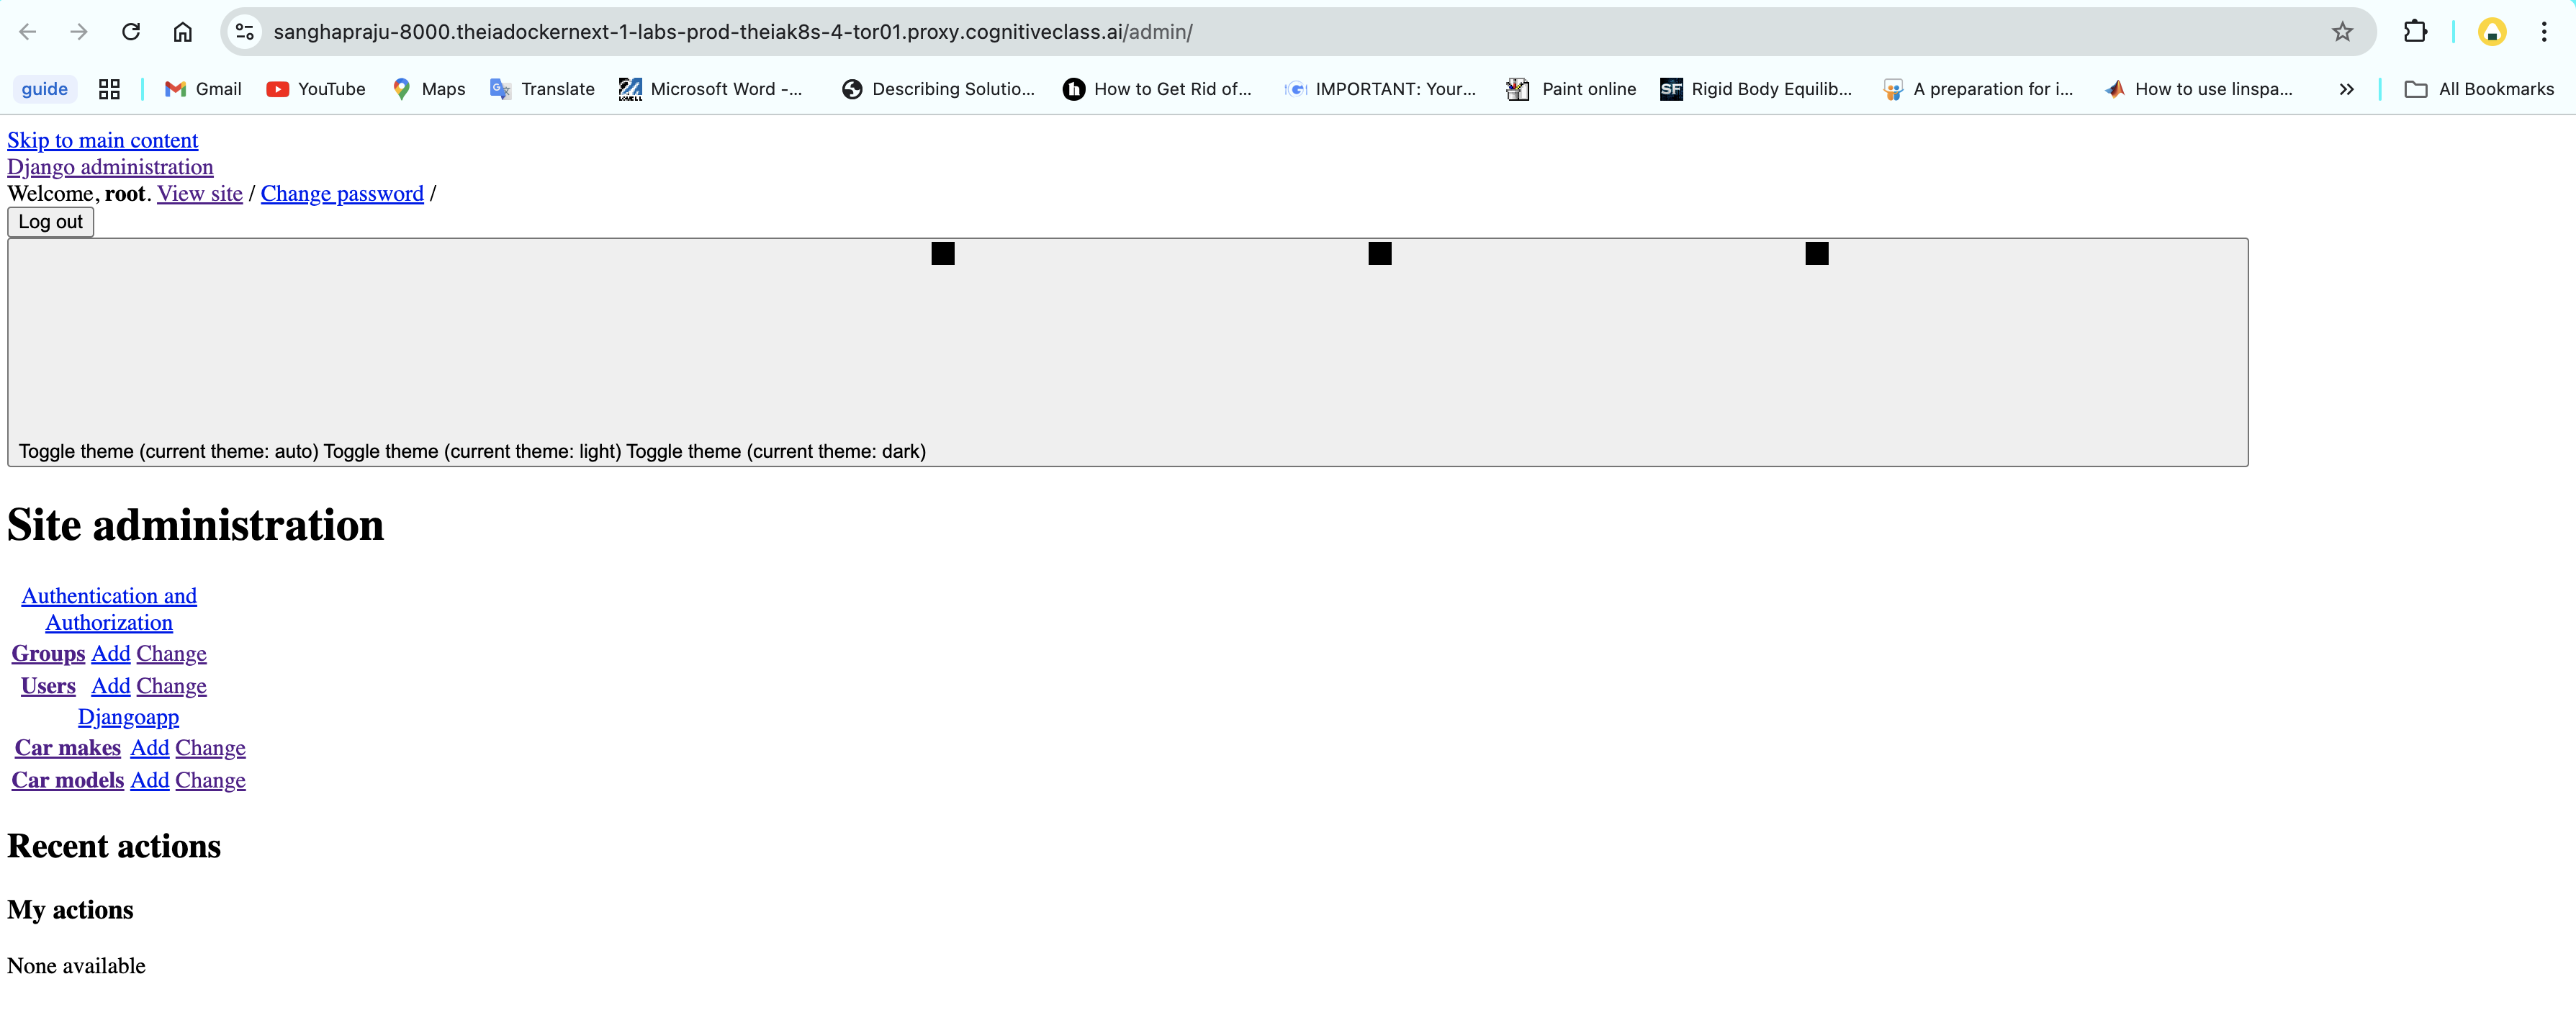 sanghapraju-8000.theiadockernext-1-labs-prod-theiak8s-4-tor01.proxy.cognitiveclass.ai/admin/
guide Gmail YouTube Maps Translate Microsoft Word -... Describing Solutio... How to Get Rid of... IMPORTANT: Your... Paint online SF Rigid Body Equilib... A preparation for i... How to use linspa... » All Bookmarks
Skip to main content
Django administration
Welcome, root. View site / Change password /
Log out
Toggle theme (current theme: auto) Toggle theme (current theme: light) Toggle theme (current theme: dark)
Site administration
Authentication and
Authorization
Groups Add Change
Users Add Change
Djangoapp
Car makes Add Change
Car models Add Change
Recent actions
My actions
None available